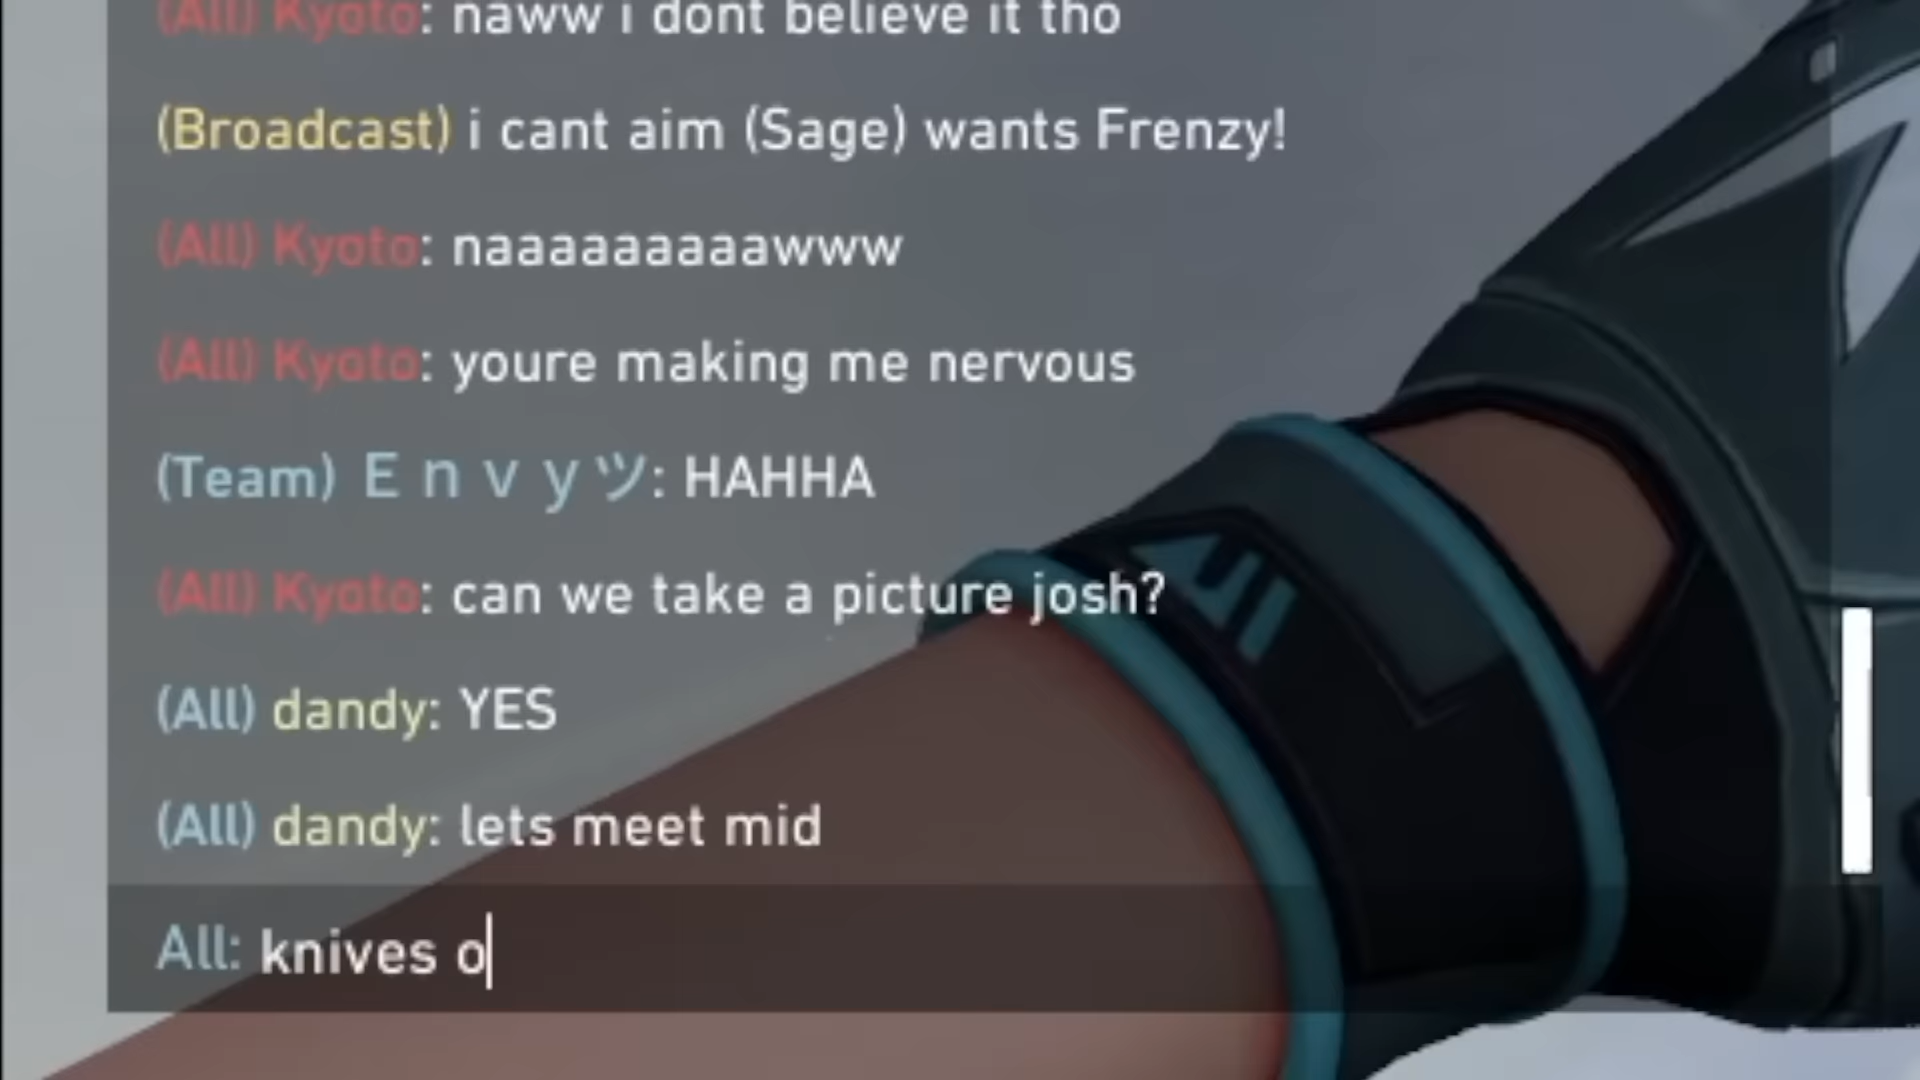 (All) Kyoto: naww i dont believe it tho
(Broadcast) i cant aim (Sage) wants Frenzy!
(All) Kyoto: naaaaaaaaaawww
(All) Kyoto: youre making me nervous
(Team) E n v y ツ: HAHHA
(All) Kyoto: can we take a picture josh?
(All) dandy: YES
(All) dandy: lets meet mid
All: knives o